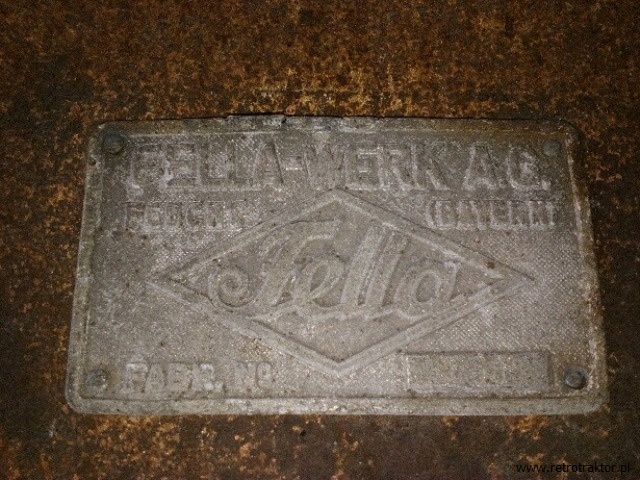 FELLA-WERK A.G.
FEUCHT (BAYERN)
Fella
FABR. NO
www.retrotraktor.pl